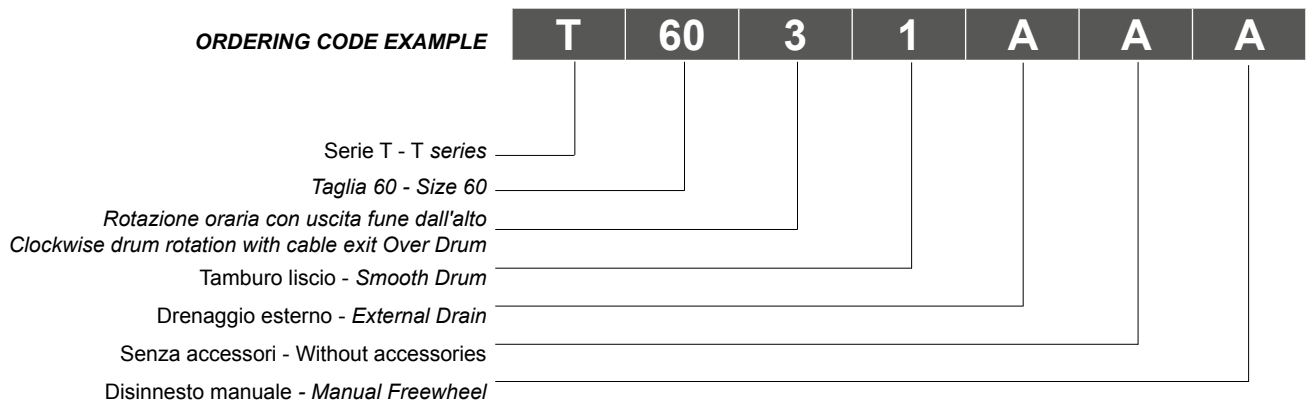 ORDERING CODE EXAMPLE T 60 3 1 A A A
Serie T - T series
Taglia 60 - Size 60
Rotazione oraria con uscita fune dall'alto
Clockwise drum rotation with cable exit Over Drum
Tamburo liscio - Smooth Drum
Drenaggio esterno - External Drain
Senza accessori - Without accessories
Disinnesto manuale - Manual Freewheel